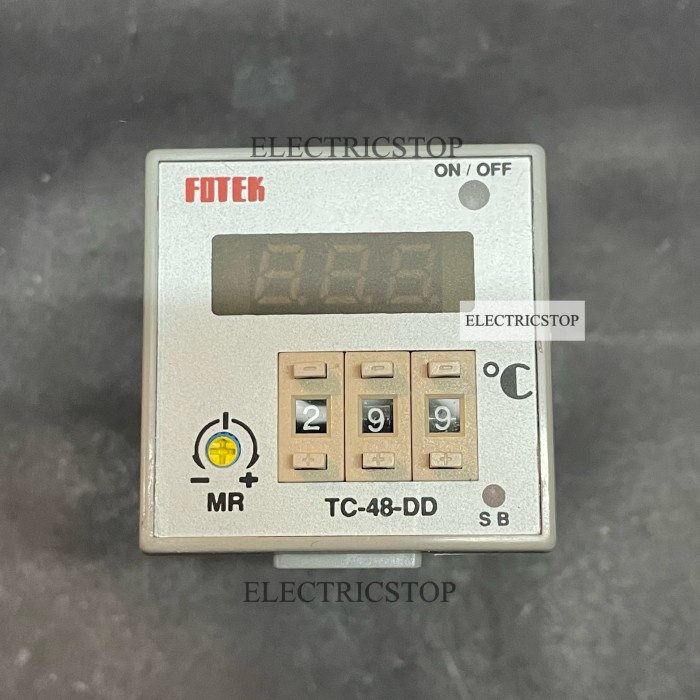 ELECTRICSTOP
ON / OFF
FOTEK
ELECTRICSTOP
°C
- - -
2 9 9
+ + +
- +
MR
TC-48-DD
S B
ELECTRICSTOP